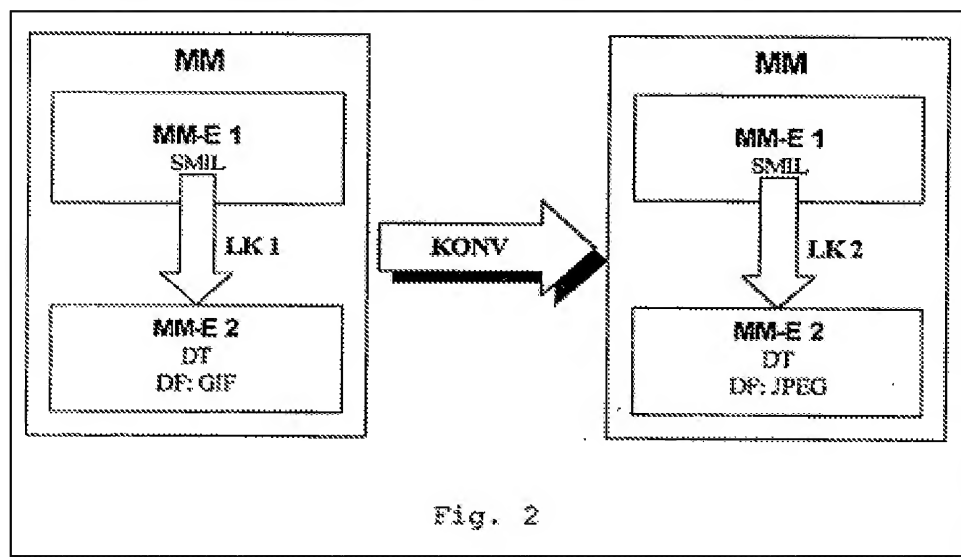 MM
MM-E 1
SMIL
LK 1
MM-E 2
DT
DF: GIF
KONV
MM
MM-E 1
SMIL
LK 2
MM-E 2
DT
DF: JPEG
Fig. 2